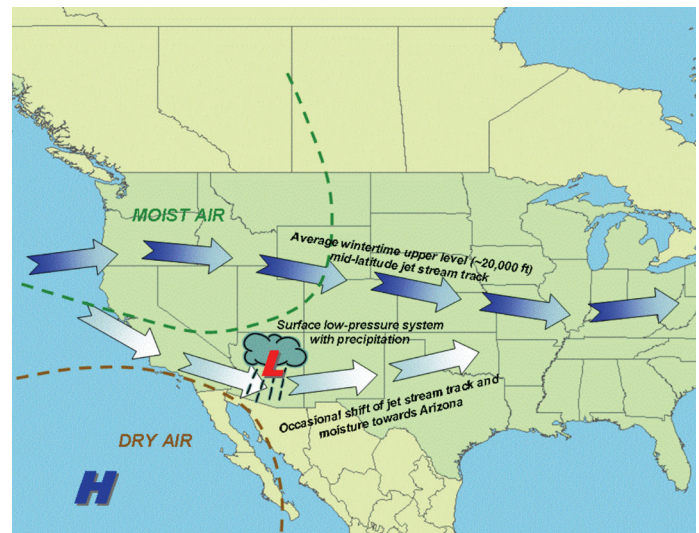 MOIST AIR
Average wintertime upper level (~20,000 ft)
mid-latitude jet stream track
Surface low-pressure system
with precipitation
L
Occasional shift of jet stream track and
moisture towards Arizona
DRY AIR
H